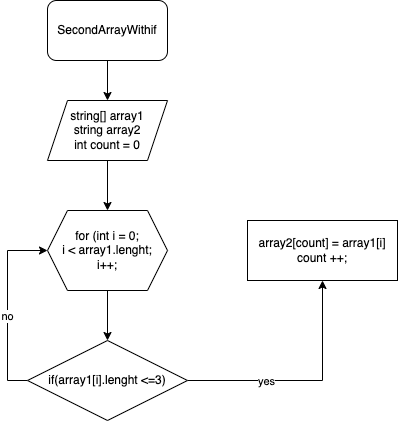 SecondArrayWithif
string[] array1
string array2
int count = 0
for (int i = 0;
i < array1.lenght;
i++;
array2[count] = array1[i]
count ++;
no
if(array1[i].lenght <=3)
yes